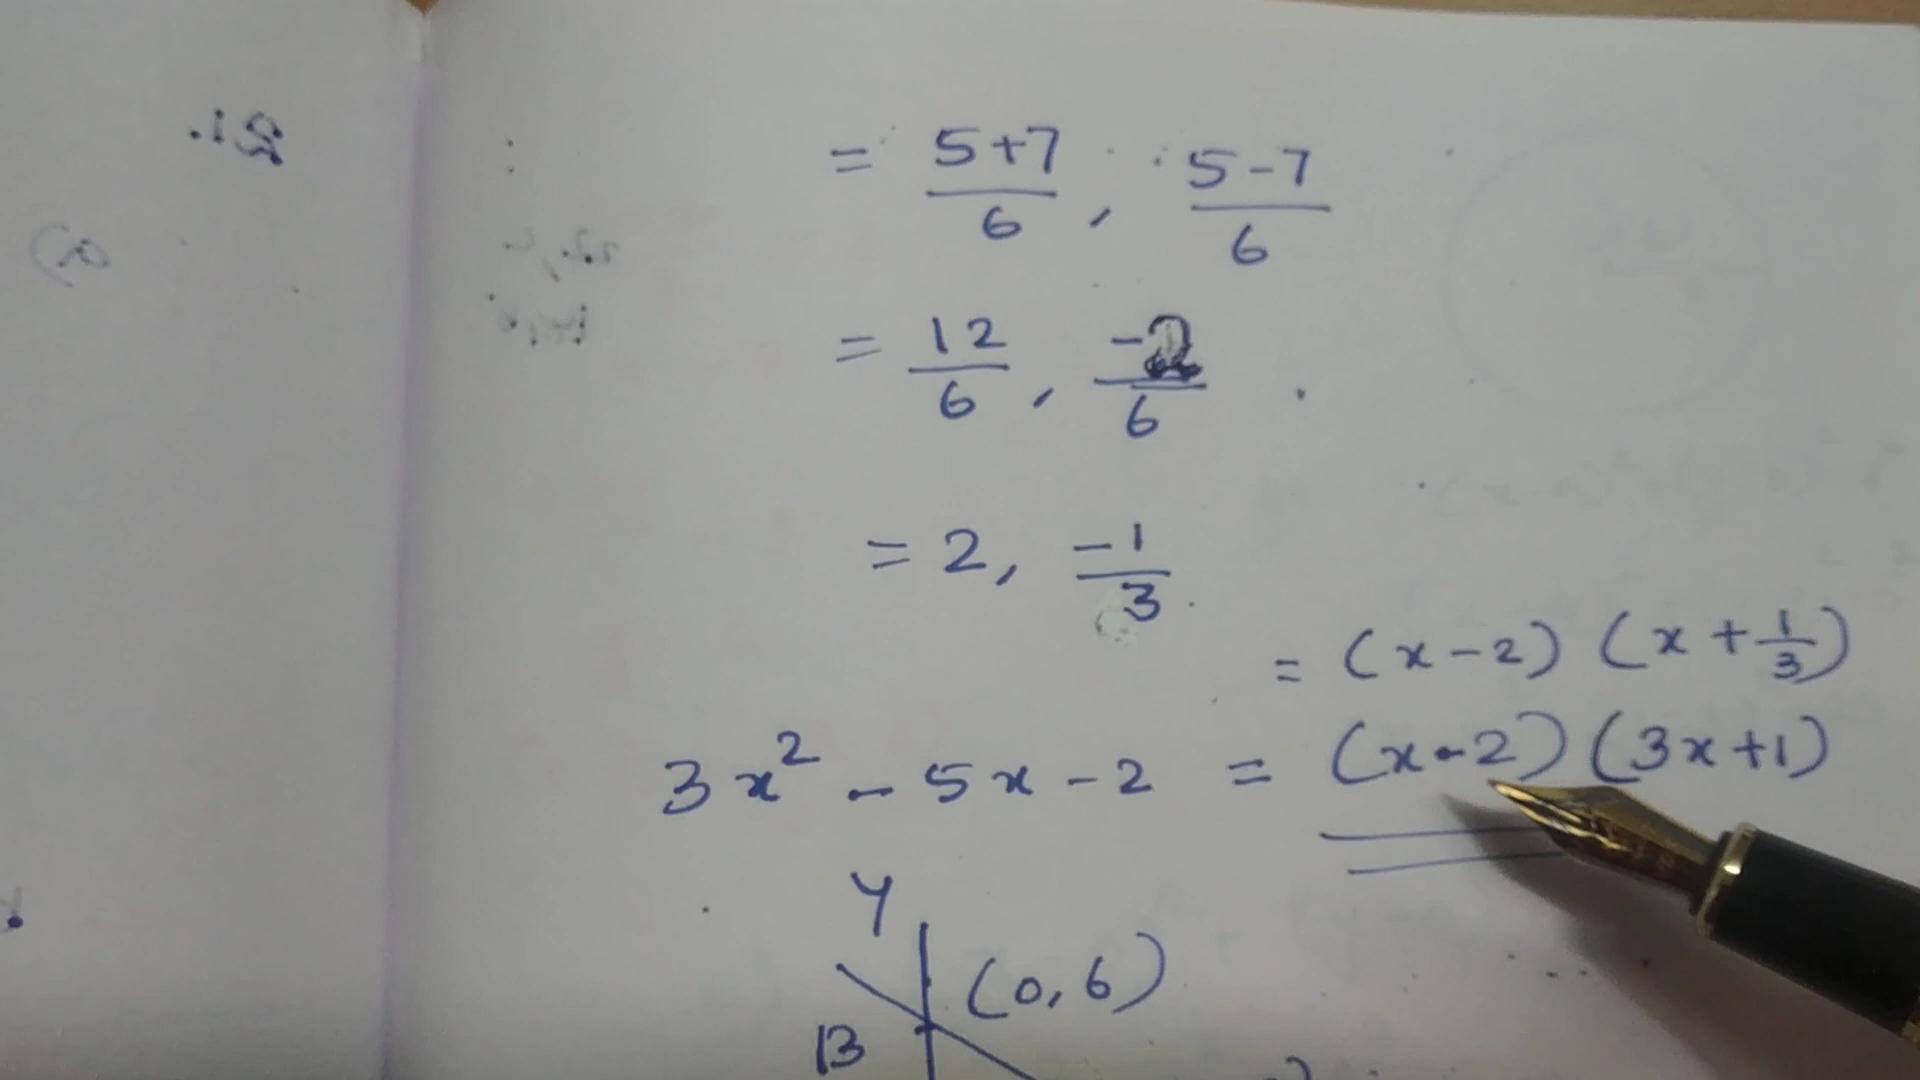 = 5+7/6, 5-7/6
= 12/6, -2/6
= 2, -1/3
= (x-2) (x+1/3)
3x² - 5x - 2 = (x-2) (3x+1)
Y
(0,6)
B